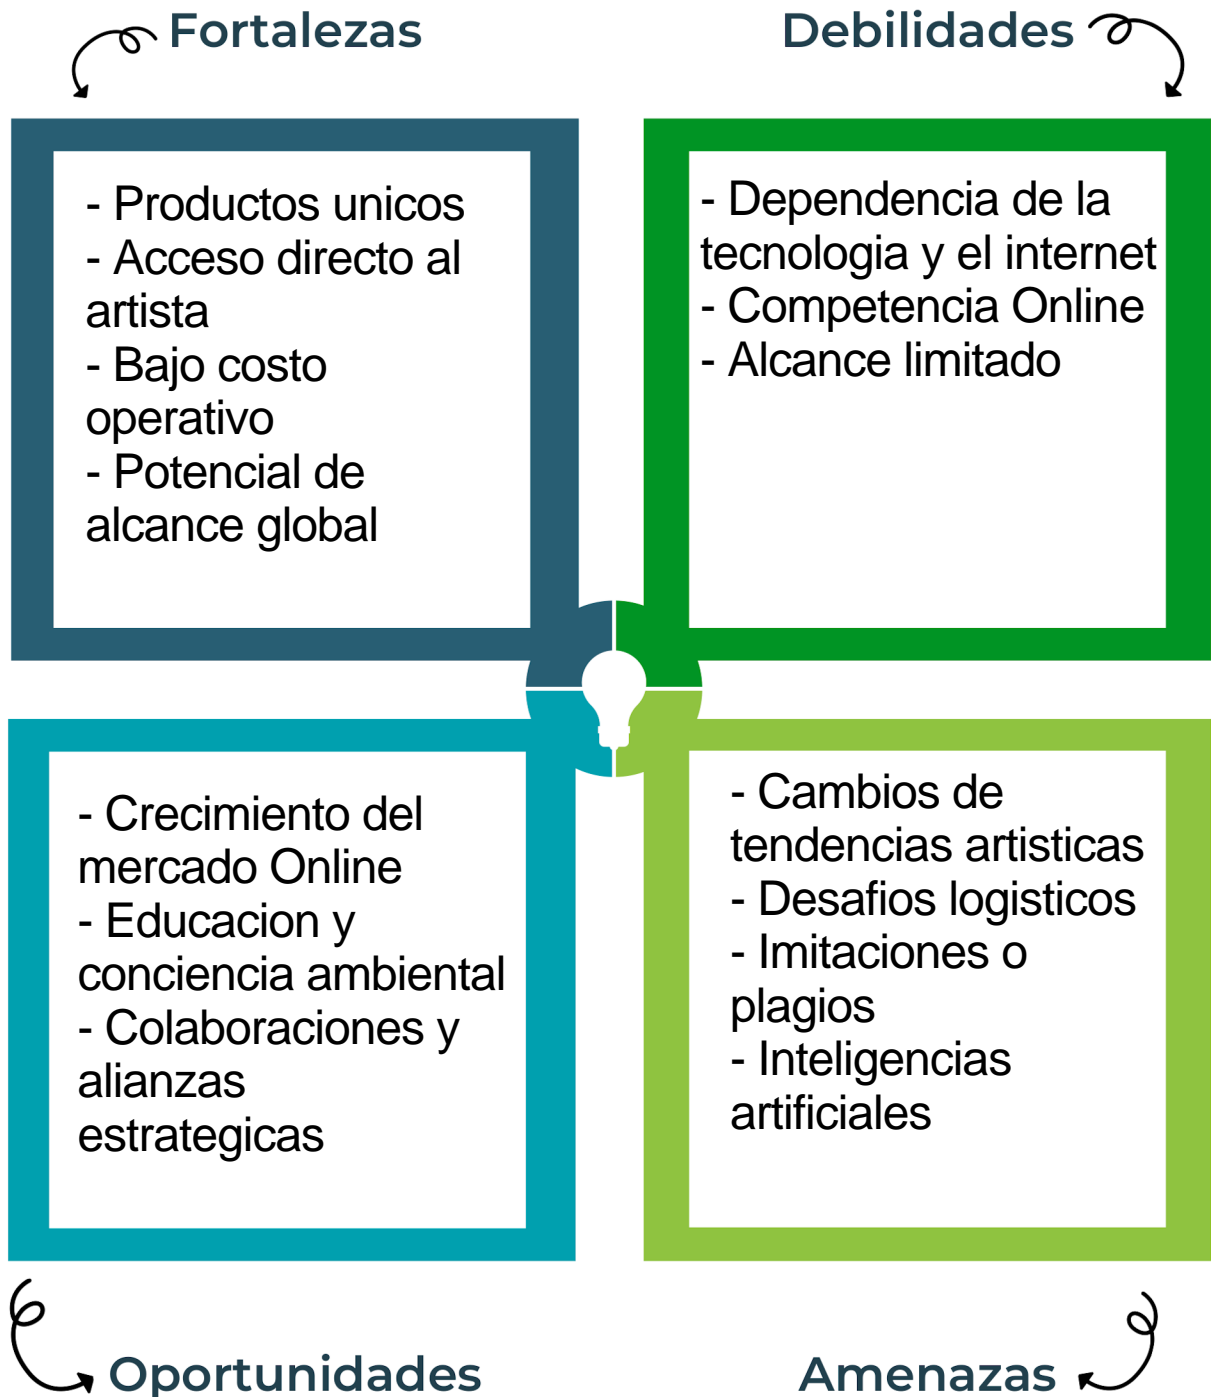 Fortalezas
- Productos unicos
- Acceso directo al
artista
- Bajo costo
operativo
- Potencial de
alcance global
Debilidades
- Dependencia de la
tecnologia y el internet
- Competencia Online
- Alcance limitado
- Crecimiento del
mercado Online
- Educacion y
conciencia ambiental
- Colaboraciones y
alianzas
estrategicas
Oportunidades
- Cambios de
tendencias artisticas
- Desafios logisticos
- Imitaciones o
plagios
- Inteligencias
artificiales
Amenazas